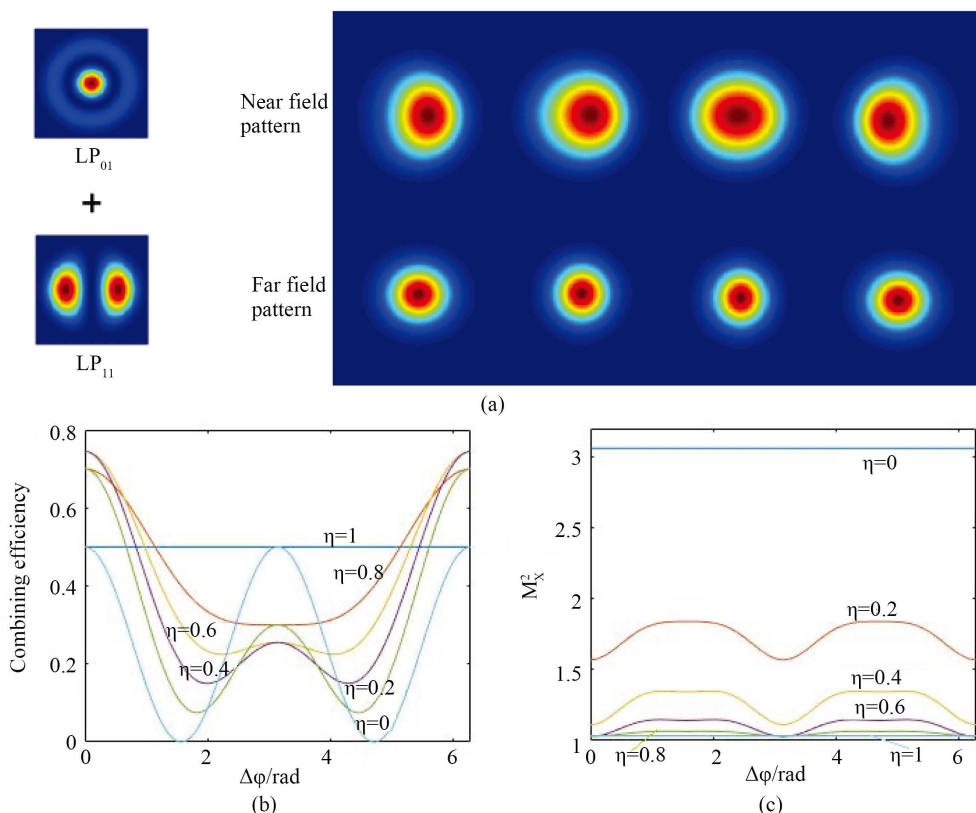 LP₀₁
+
LP₁₁
Near field
pattern
Far field
pattern
(a)
0.8
0.6
0.4
0.2
0
Combining efficiency
η=1
η=0.8
η=0.6
η=0.4
η=0.2
η=0
0 2 4 6
Δφ/rad
(b)
3
2.5
2
1.5
1
M²ₓ
η=0
η=0.2
η=0.4
η=0.6
η=0.8
η=1
0 2 4 6
Δφ/rad
(c)